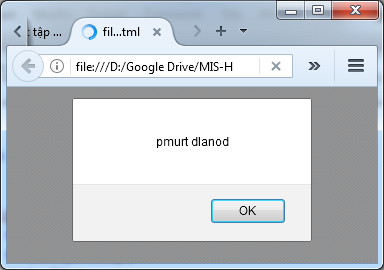 t tập ...
fil...tml
file:///D:/Google Drive/MIS-H
pmurt dlanod
OK